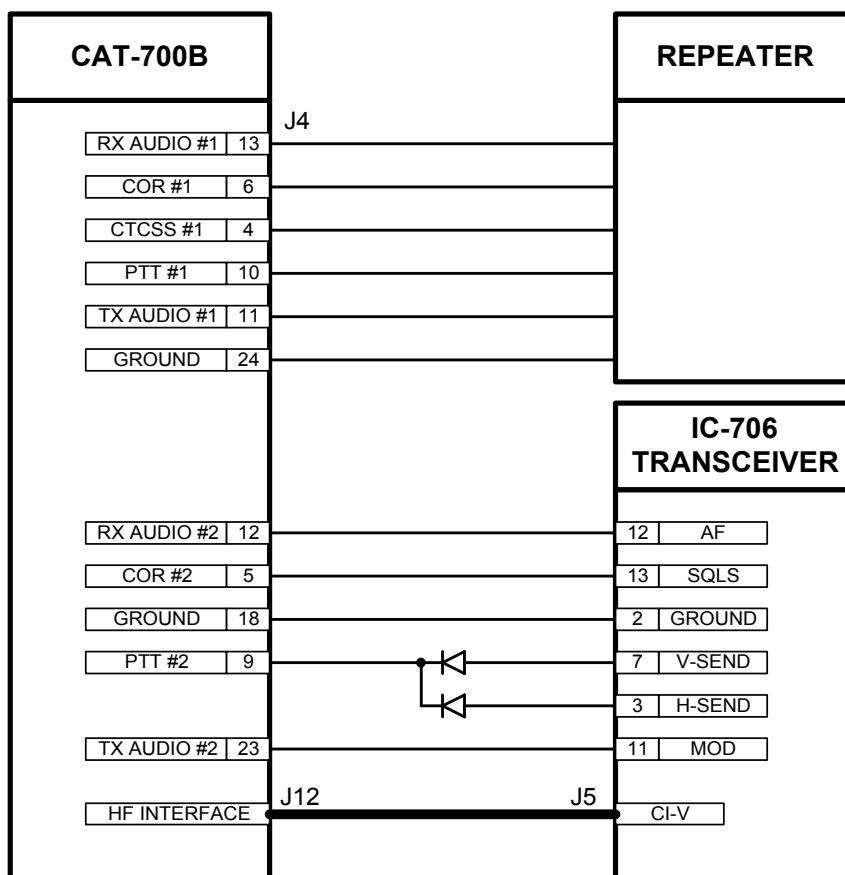 CAT-700B
REPEATER
J4
RX AUDIO #1 13
COR #1 6
CTCSS #1 4
PTT #1 10
TX AUDIO #1 11
GROUND 24
IC-706
TRANSCEIVER
RX AUDIO #2 12
12 AF
COR #2 5
13 SQLS
GROUND 18
2 GROUND
PTT #2 9
7 V-SEND
3 H-SEND
TX AUDIO #2 23
11 MOD
J12
J5
HF INTERFACE
CI-V